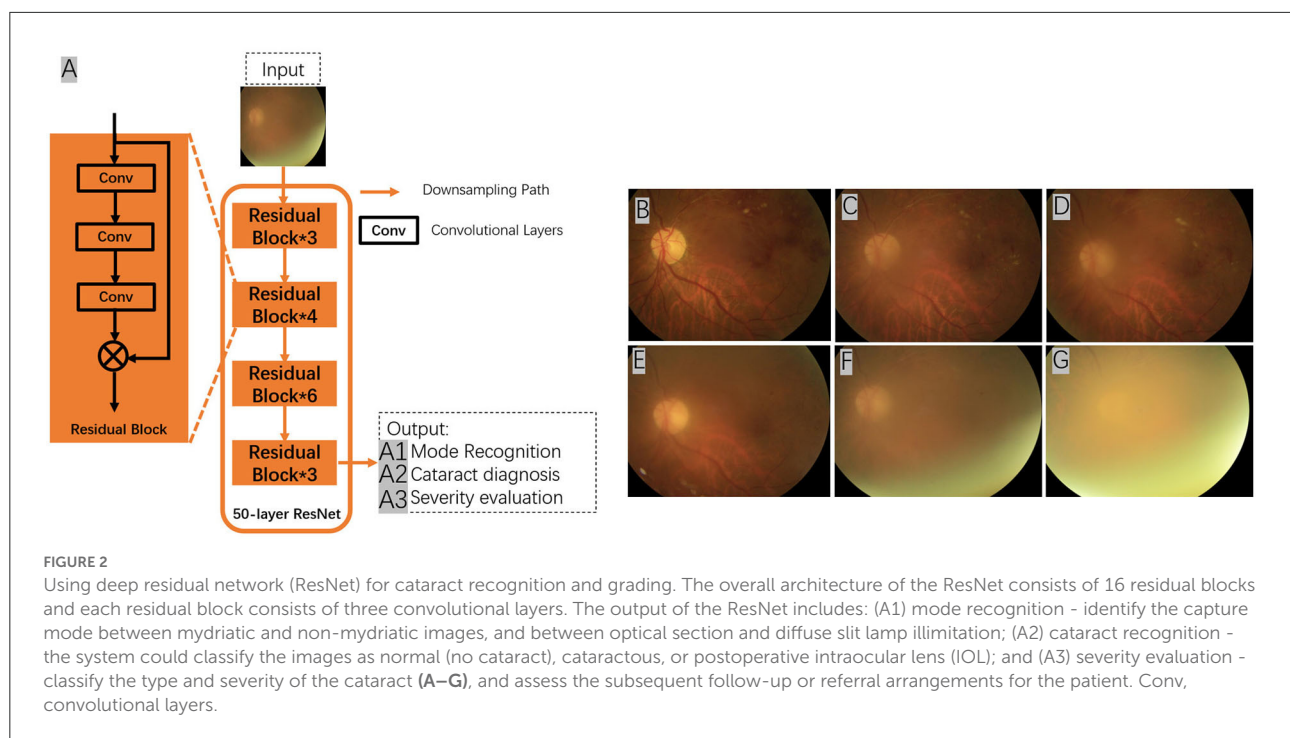 A
Input
Conv
Conv
Conv
Residual Block
Residual
Block*3
Residual
Block*4
Residual
Block*6
Residual
Block*3
50-layer ResNet
Downsampling Path
Conv Convolutional Layers
Output:
A1 Mode Recognition
A2 Cataract diagnosis
A3 Severity evaluation
B
C
D
E
F
G
FIGURE 2
Using deep residual network (ResNet) for cataract recognition and grading. The overall architecture of the ResNet consists of 16 residual blocks
and each residual block consists of three convolutional layers. The output of the ResNet includes: (A1) mode recognition - identify the capture
mode between mydriatic and non-mydriatic images, and between optical section and diffuse slit lamp illimitation; (A2) cataract recognition -
the system could classify the images as normal (no cataract), cataractous, or postoperative intraocular lens (IOL); and (A3) severity evaluation -
classify the type and severity of the cataract (A–G), and assess the subsequent follow-up or referral arrangements for the patient. Conv,
convolutional layers.